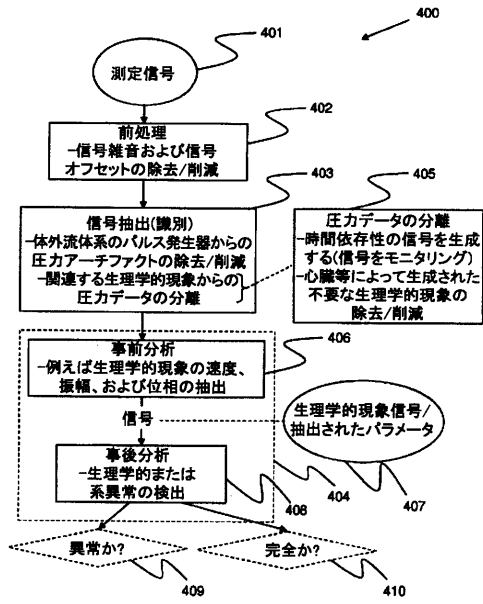 400
401
測定信号
402
前処理
−信号雑音および信号
オフセットの除去/削減
403
信号抽出(識別)
−体外流体系のパルス発生器からの
圧力アーチファクトの除去/削減
−関連する生理学的現象からの
圧力データの分離
405
圧力データの分離
−時間依存性の信号を生成
する(信号をモニタリング)
−心臓等によって生成された
不要な生理学的現象の
除去/削減
406
事前分析
−例えば生理学的現象の速度、
振幅、および位相の抽出
信号
生理学的現象信号/
抽出されたパラメータ
407
事後分析
−生理学的または
系異常の検出
408
404
異常か?
409
完全か?
410